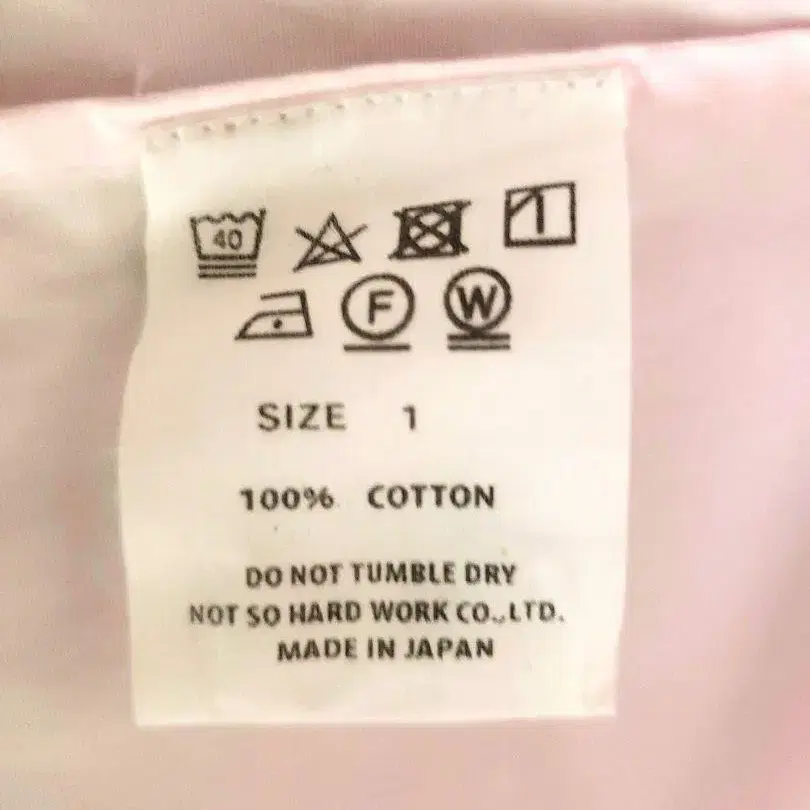 40
F W
SIZE 1
100% COTTON
DO NOT TUMBLE DRY
NOT SO HARD WORK CO.,LTD.
MADE IN JAPAN